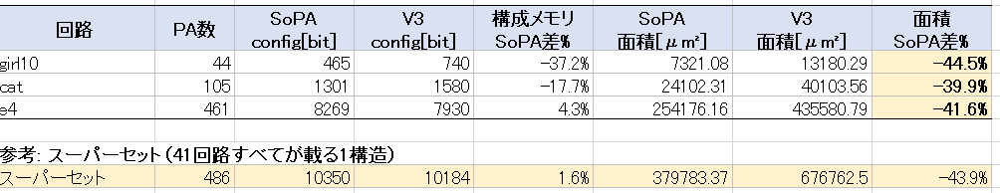 回路 PA数 SoPA config[bit] V3 config[bit] 構成メモリ SoPA差% SoPA 面積[μm²] V3 面積[μm²] 面積 SoPA差%
girl10 44 465 740 -37.2% 7321.08 13180.29 -44.5%
cat 105 1301 1580 -17.7% 24102.31 40103.56 -39.9%
e4 461 8269 7930 4.3% 254176.16 435580.79 -41.6%
参考: スーパーセット（41回路すべてが載る1構造）
スーパーセット 486 10350 10184 1.6% 379783.37 676762.5 -43.9%